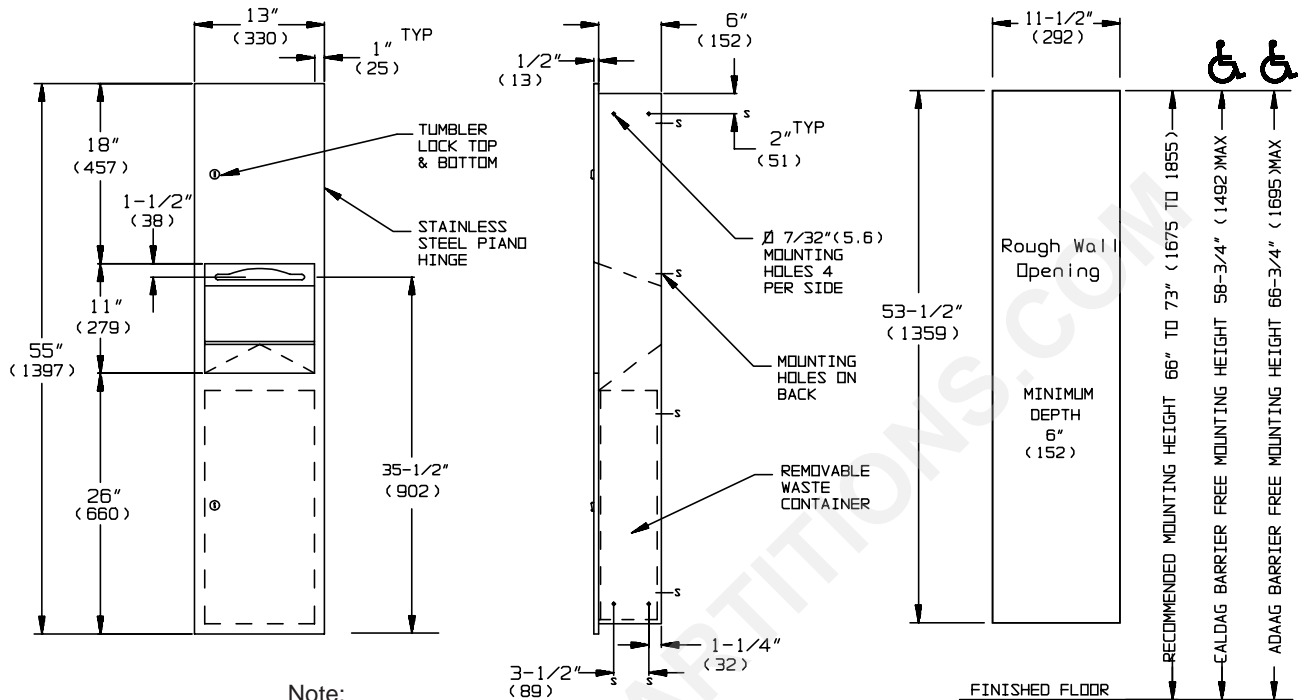 13"
(330)
1" TYP
(25)
18"
(457)
1-1/2"
(38)
11"
(279)
55"
(1397)
26"
(660)
35-1/2"
(902)
TUMBLER
LOCK TOP
& BOTTOM
STAINLESS
STEEL PIANO
HINGE
Note:
6"
(152)
1/2"
(13)
2" TYP
(51)
S
S
S
S
S
S
S
Ø 7/32"(5.6)
MOUNTING
HOLES 4
PER SIDE
MOUNTING
HOLES ON
BACK
REMOVABLE
WASTE
CONTAINER
1-1/4"
(32)
3-1/2"
(89)
11-1/2"
(292)
Rough Wall
Opening
53-1/2"
(1359)
MINIMUM
DEPTH
6"
(152)
RECOMMENDED MOUNTING HEIGHT 66" TO 73" (1675 TO 1855)
CALDAG BARRIER FREE MOUNTING HEIGHT 58-3/4" (1492)MAX
ADAAG BARRIER FREE MOUNTING HEIGHT 66-3/4" (1695)MAX
FINISHED FLOOR
ARTITIONS.COM